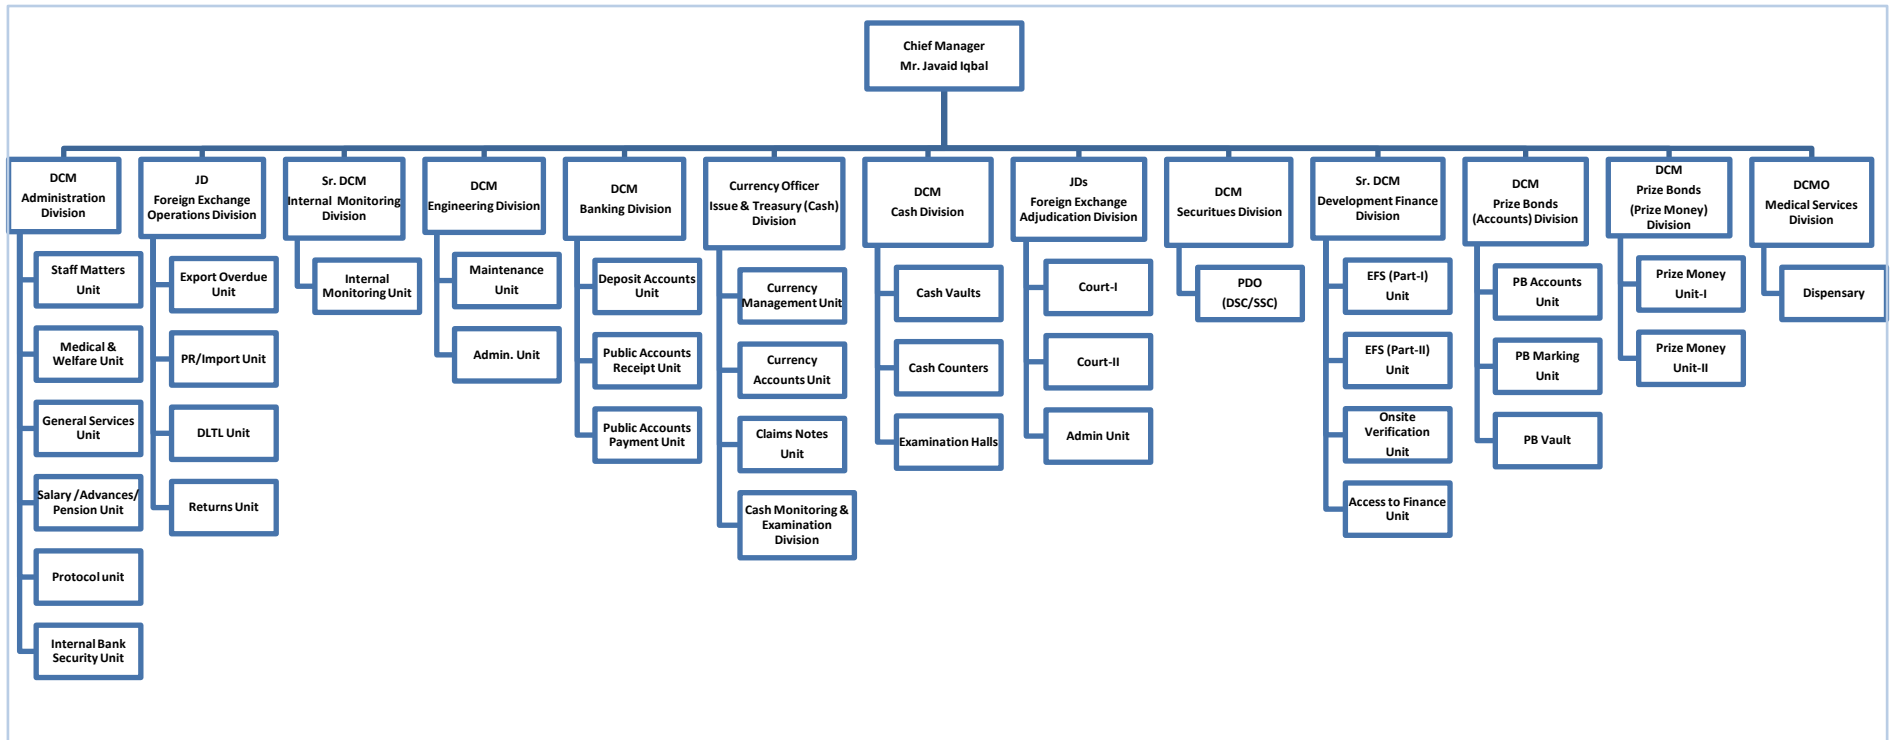 Chief Manager
Mr. Javaid Iqbal
DCM
Administration
Division
Staff Matters
Unit
Medical &
Welfare Unit
General Services
Unit
Salary /Advances/
Pension Unit
Protocol unit
Internal Bank
Security Unit
JD
Foreign Exchange
Operations Division
Export Overdue
Unit
PR/Import Unit
DLTL Unit
Returns Unit
Sr. DCM
Internal Monitoring
Division
Internal
Monitoring Unit
DCM
Engineering Division
Maintenance
Unit
Admin. Unit
DCM
Banking Division
Deposit Accounts
Unit
Public Accounts
Receipt Unit
Public Accounts
Payment Unit
Currency Officer
Issue & Treasury (Cash)
Division
Currency
Management Unit
Currency
Accounts Unit
Claims Notes
Unit
Cash Monitoring &
Examination
Division
DCM
Cash Division
Cash Vaults
Cash Counters
Examination Halls
JDs
Foreign Exchange
Adjudication Division
Court-I
Court-II
Admin Unit
DCM
Securitues Division
PDO
(DSC/SSC)
Sr. DCM
Development Finance
Division
EFS (Part-I)
Unit
EFS (Part-II)
Unit
Onsite
Verification
Unit
Access to Finance
Unit
DCM
Prize Bonds
(Accounts) Division
PB Accounts
Unit
PB Marking
Unit
PB Vault
DCM
Prize Bonds
(Prize Money)
Division
Prize Money
Unit-I
Prize Money
Unit-II
DCMO
Medical Services
Division
Dispensary